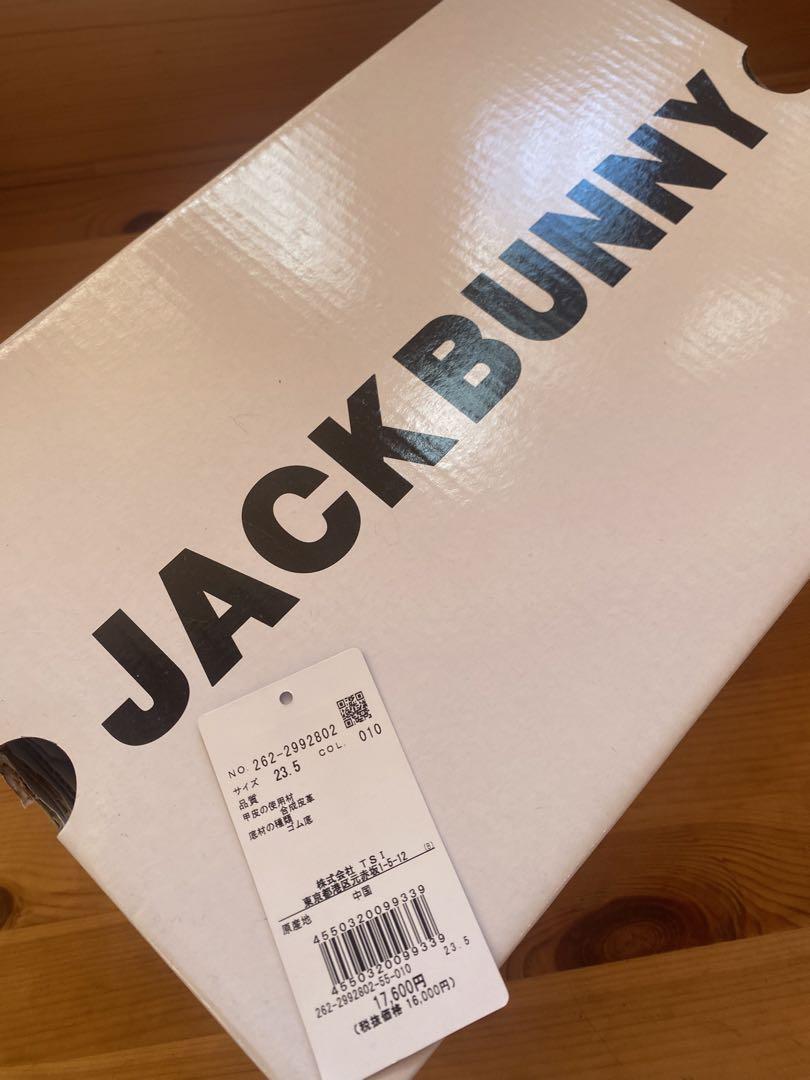 JACK BUNNY
NO. 262-2992802
COL. 010
サイズ 23.5
品質
甲皮の使用材
合成皮革
底材の種類
ゴム底
(B)
株式会社 TSI
東京都港区元赤坂1-5-12
原産地 中国
4550320099339
4550320099339
23.5
262-2992802-55-010
17,600円
(税抜価格 16,000円)